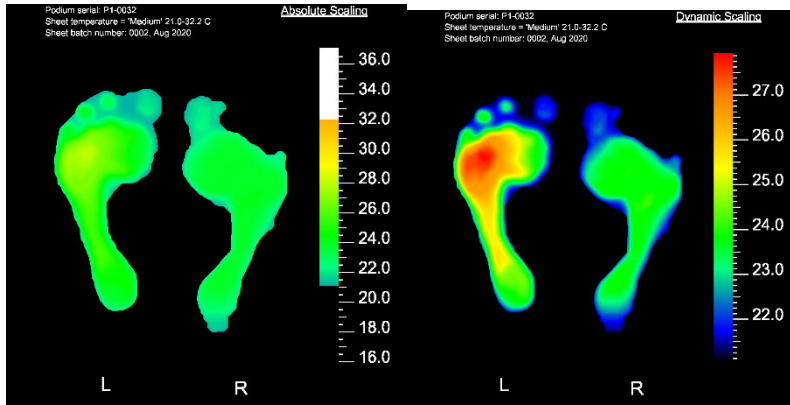 Podium serial: P1-0032
Sheet temperature = 'Medium' 21.0-32.2 C
Sheet batch number: 0002, Aug 2020
Absolute Scaling
36.0
34.0
32.0
30.0
28.0
26.0
24.0
22.0
20.0
18.0
16.0
L
R
Podium serial: P1-0032
Sheet temperature = 'Medium' 21.0-32.2 C
Sheet batch number: 0002, Aug 2020
Dynamic Scaling
27.0
26.0
25.0
24.0
23.0
22.0
L
R